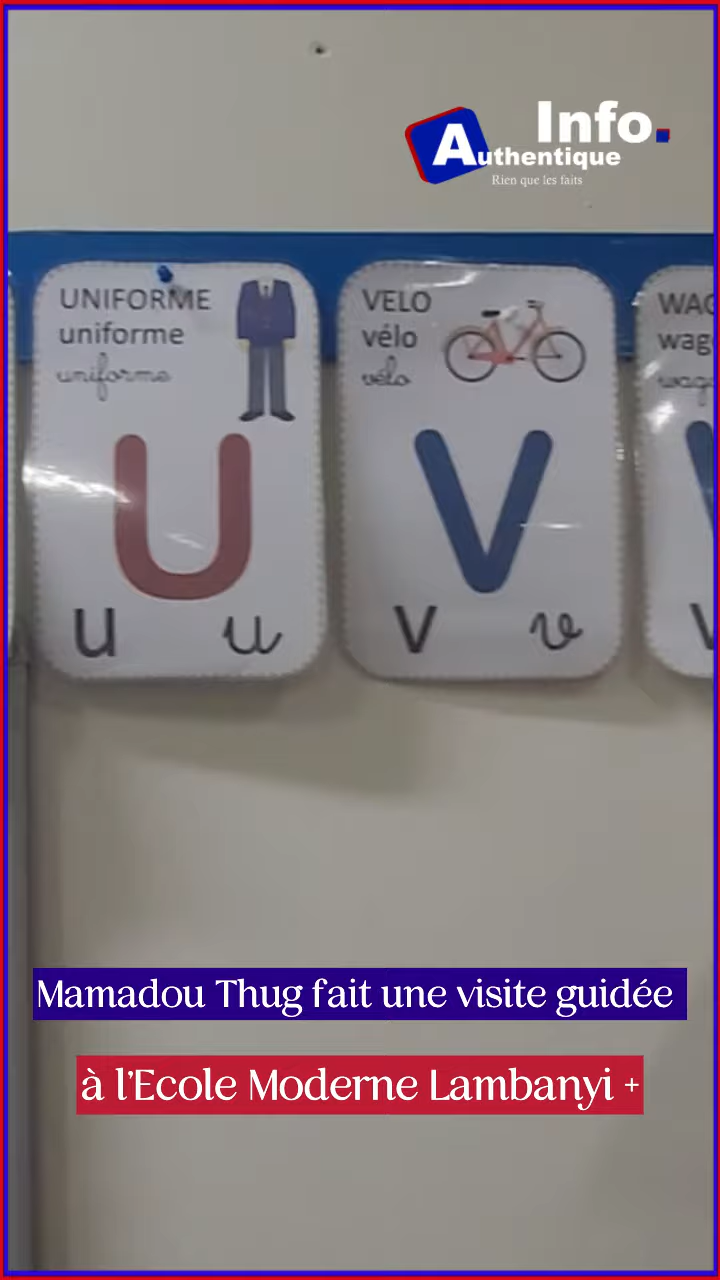 Info.
Authentique
Rien que les faits
UNIFORME
uniforme
uniforme
U
u u
VELO
vélo
vélo
V
v v
Mamadou Thug fait une visite guidée
à l'Ecole Moderne Lambanyi +